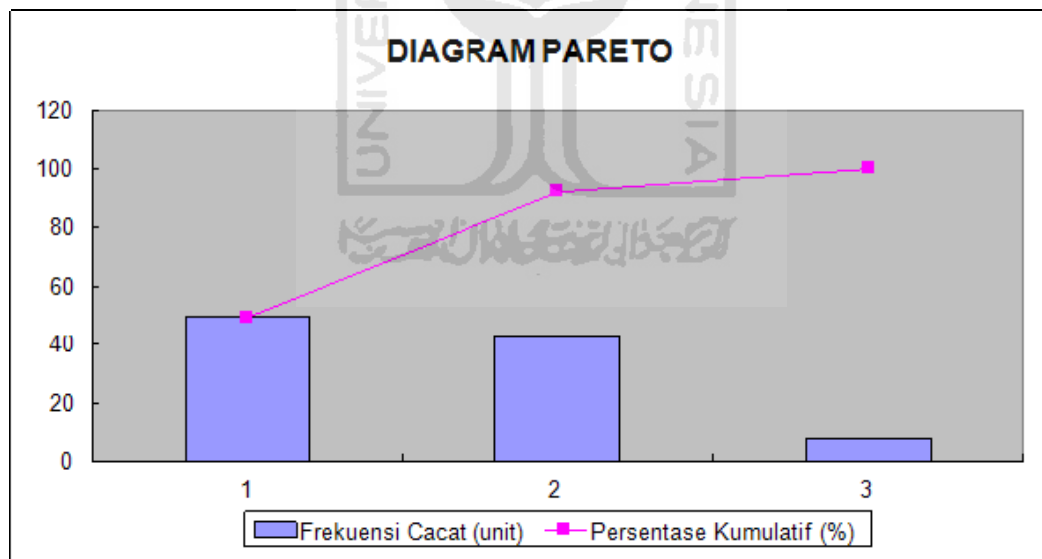 DIAGRAM PARETO
120
100
80
60
40
20
0
1 2 3
Frekuensi Cacat (unit) Persentase Kumulatif (%)